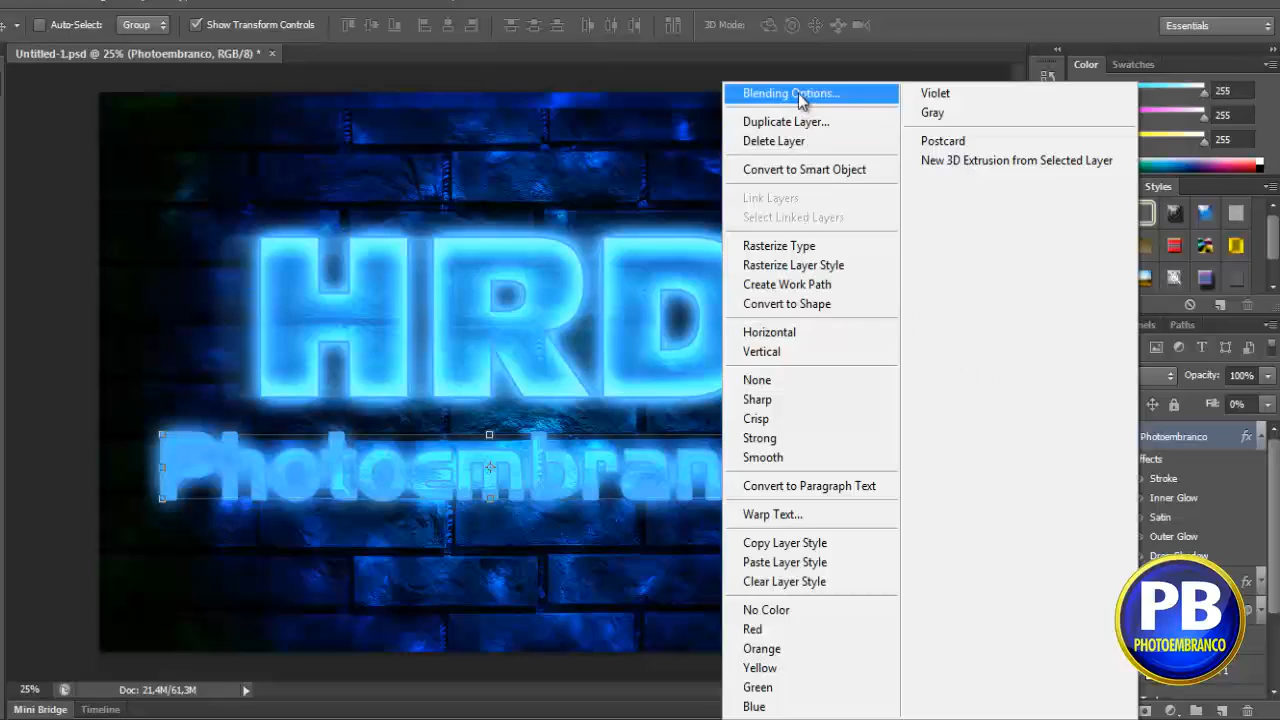 Auto-Select: Group Show Transform Controls 3D Mode: Essentials
Untitled-1.psd @ 25% (Photoembranco, RGB/8) * ×
Color Swatches
255
255
255
Styles
Paths
Opacity: 100%
Fill: 0%
Photoembranco fx
Stroke
Inner Glow
Satin
Outer Glow
Blending Options...
Duplicate Layer...
Delete Layer
Convert to Smart Object
Link Layers
Select Linked Layers
Rasterize Type
Rasterize Layer Style
Create Work Path
Convert to Shape
Horizontal
Vertical
None
Sharp
Crisp
Strong
Smooth
Convert to Paragraph Text
Warp Text...
Copy Layer Style
Paste Layer Style
Clear Layer Style
No Color
Red
Orange
Yellow
Green
Blue
Violet
Gray
Postcard
New 3D Extrusion from Selected Layer
HRD
Photoembran
PB
PHOTOEMBRANCO
25% Doc: 21,4M/61,3M
Mini Bridge Timeline